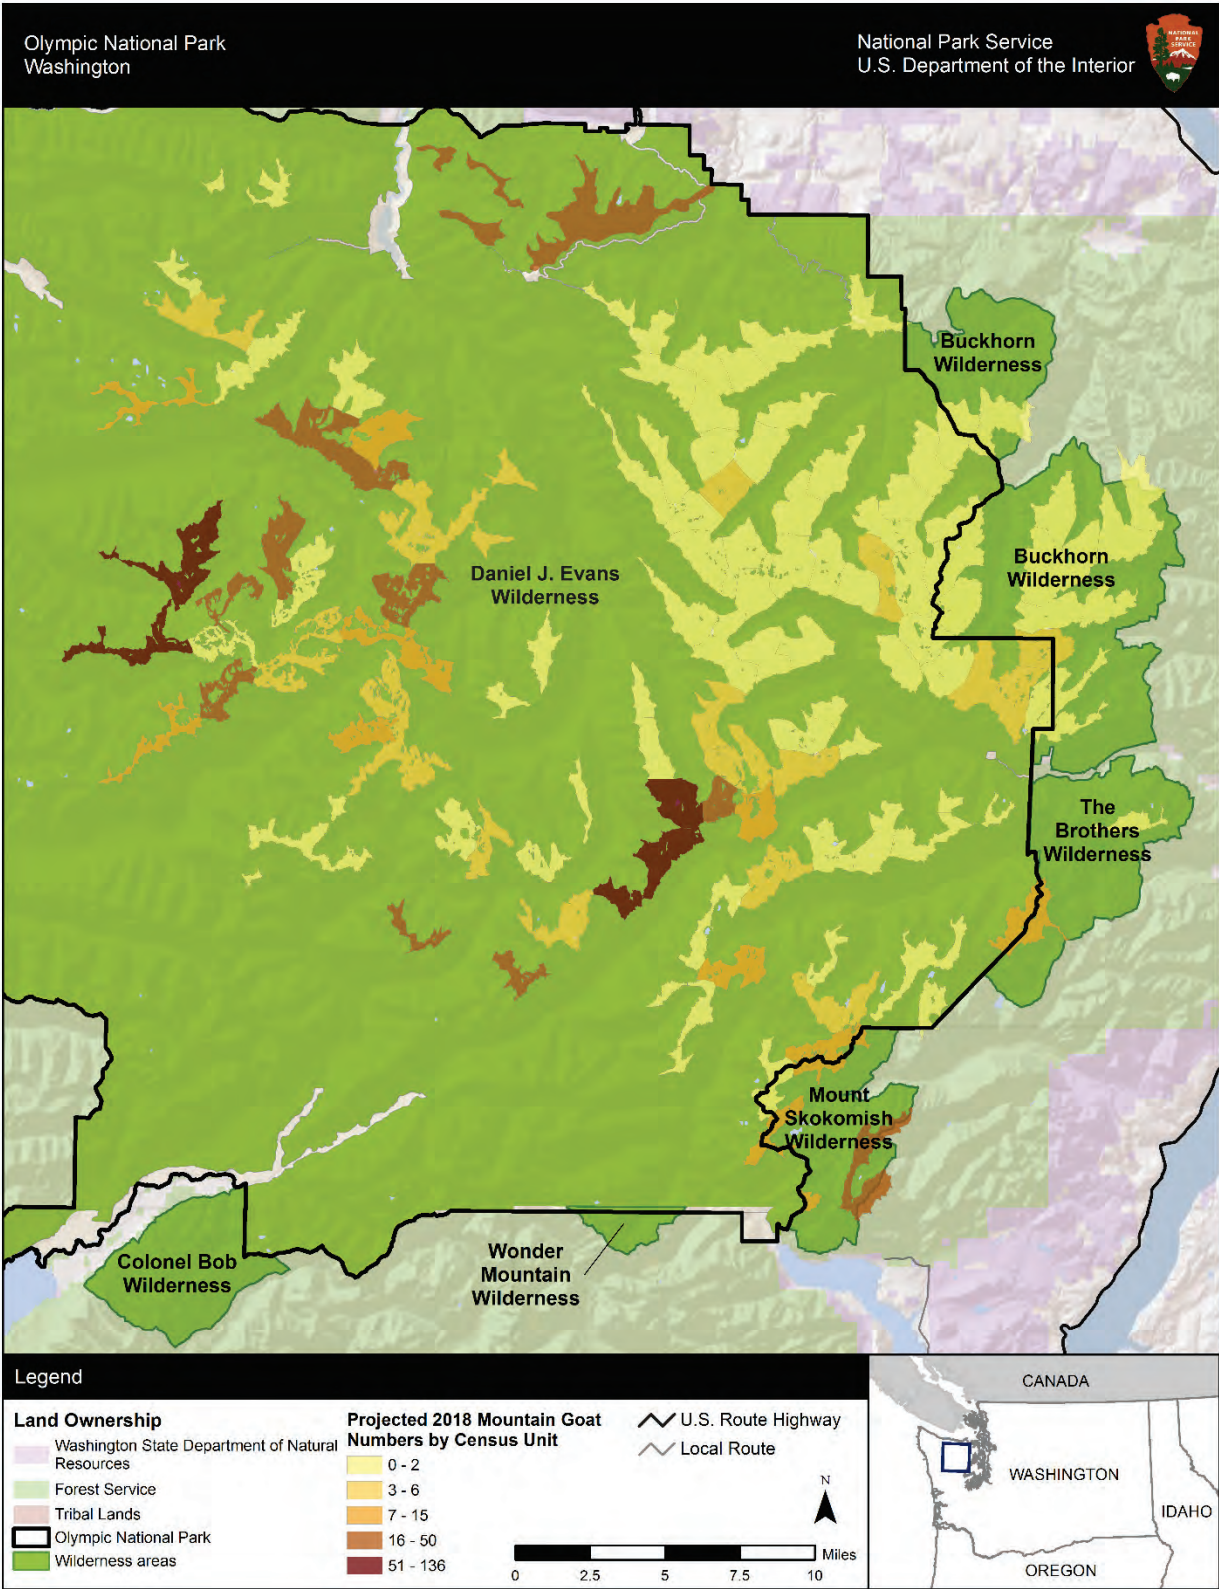 Olympic National Park
Washington
National Park Service
U.S. Department of the Interior
NATIONAL
PARK
SERVICE
Buckhorn
Wilderness
Buckhorn
Wilderness
Daniel J. Evans
Wilderness
The
Brothers
Wilderness
Mount
Skokomish
Wilderness
Colonel Bob
Wilderness
Wonder
Mountain
Wilderness
Legend
Land Ownership
Washington State Department of Natural
Resources
Forest Service
Tribal Lands
Olympic National Park
Wilderness areas
Projected 2018 Mountain Goat
Numbers by Census Unit
0 - 2
3 - 6
7 - 15
16 - 50
51 - 136
U.S. Route Highway
Local Route
N
Miles
0 2.5 5 7.5 10
CANADA
WASHINGTON
IDAHO
OREGON